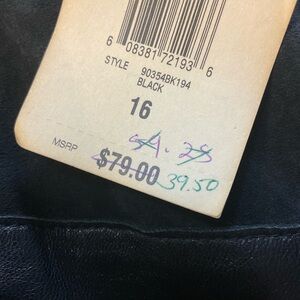 6 08381 72193 6
STYLE 90354BK194
BLACK
16
MSRP $79.00 39.50